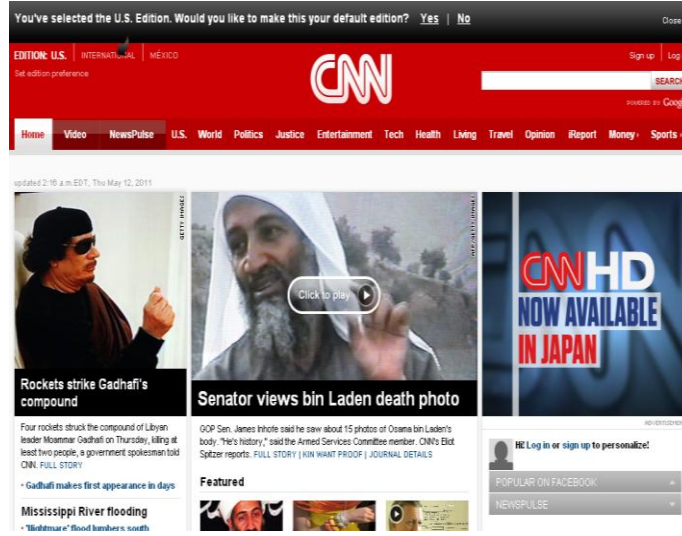 You've selected the U.S. Edition. Would you like to make this your default edition? Yes | No
Close
EDITION: U.S. | INTERNATIONAL | MÉXICO
Set edition preference
CNN
Sign up | Log
SEARCH
POWERED BY Goog
Home Video NewsPulse U.S. World Politics Justice Entertainment Tech Health Living Travel Opinion iReport Money Sports
updated 2:16 a.m.EDT, Thu May 12, 2011
GETTY IMAGES
Rockets strike Gadhafi's
compound
Four rockets struck the compound of Libyan
leader Moammar Gadhafi on Thursday, killing at
least two people, a government spokesman told
CNN. FULL STORY
• Gadhafi makes first appearance in days
Mississippi River flooding
• 'Nightmare' flood lumbers south
AFP/GETTY IMAGES
Click to play
Senator views bin Laden death photo
GOP Sen. James Inhofe said he saw about 15 photos of Osama bin Laden's
body. "He's history," said the Armed Services Committee member. CNN's Eliot
Spitzer reports. FULL STORY | KIN WANT PROOF | JOURNAL DETAILS
Featured
CNN HD
NOW AVAILABLE
IN JAPAN
ADVERTISEMENT
Hi! Log in or sign up to personalize!
POPULAR ON FACEBOOK
NEWSPULSE